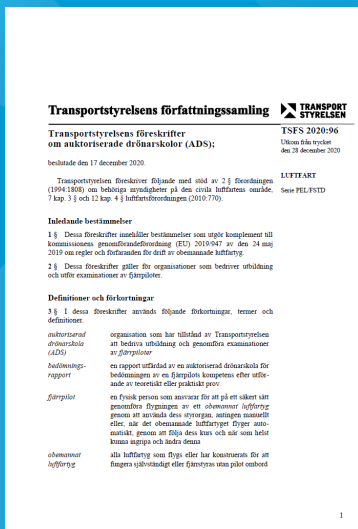 Transportstyrelsens författningssamling
TRANSPORT
STYRELSEN
Transportstyrelsens föreskrifter
om auktoriserade drönarskolor (ADS);
TSFS 2020:96
Utkom från trycket
den 28 december 2020
beslutade den 17 december 2020.
LUFTFART
Serie PEL/FSTD
Transportstyrelsen föreskriver följande med stöd av 2 § förordningen
(1994:1808) om behöriga myndigheter på den civila luftfartens område,
7 kap. 3 § och 12 kap. 4 § luftfartsförordningen (2010:770).
Inledande bestämmelser
1 § Dessa föreskrifter innehåller bestämmelser som utgör komplement till
kommissionens genomförandeförordning (EU) 2019/947 av den 24 maj
2019 om regler och förfaranden för drift av obemannade luftfartyg.
2 § Dessa föreskrifter gäller för organisationer som bedriver utbildning
och utför examinationer av fjärrpiloter.
Definitioner och förkortningar
3 § I dessa föreskrifter används följande förkortningar, termer och
definitioner.
auktoriserad drönarskola (ADS)
organisation som har tillstånd av Transportstyrelsen
att bedriva utbildning och genomföra examinationer
av fjärrpiloter
bedömnings-
rapport
en rapport utfärdad av en auktoriserad drönarskola för
bedömningen av en fjärrpilots kompetens efter utför-
ande av teoretiskt eller praktiskt prov
fjärrpilot
en fysisk person som ansvarar för att på ett säkert sätt
genomföra flygningen av ett obemannat luftfartyg
genom att använda dess styrorgan, antingen manuellt
eller, när det obemannade luftfartyget flyger auto-
matiskt, genom att följa dess kurs och när som helst
kunna ingripa och ändra denna
obemannat
luftfartyg
alla luftfartyg som flygs eller har konstruerats för att
fungera självständigt eller fjärrstyras utan pilot ombord
1